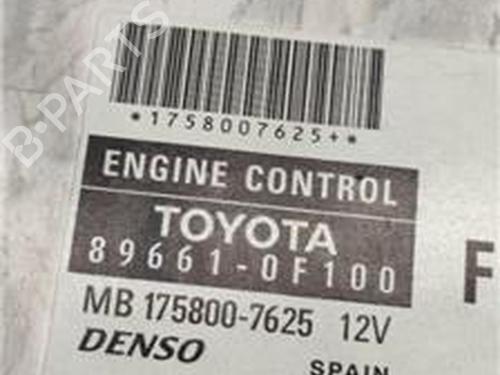 B-PARTS
*1758007625+*
ENGINE CONTROL
TOYOTA
89661-0F100
F
MB 175800-7625 12V
DENSO
SPAIN